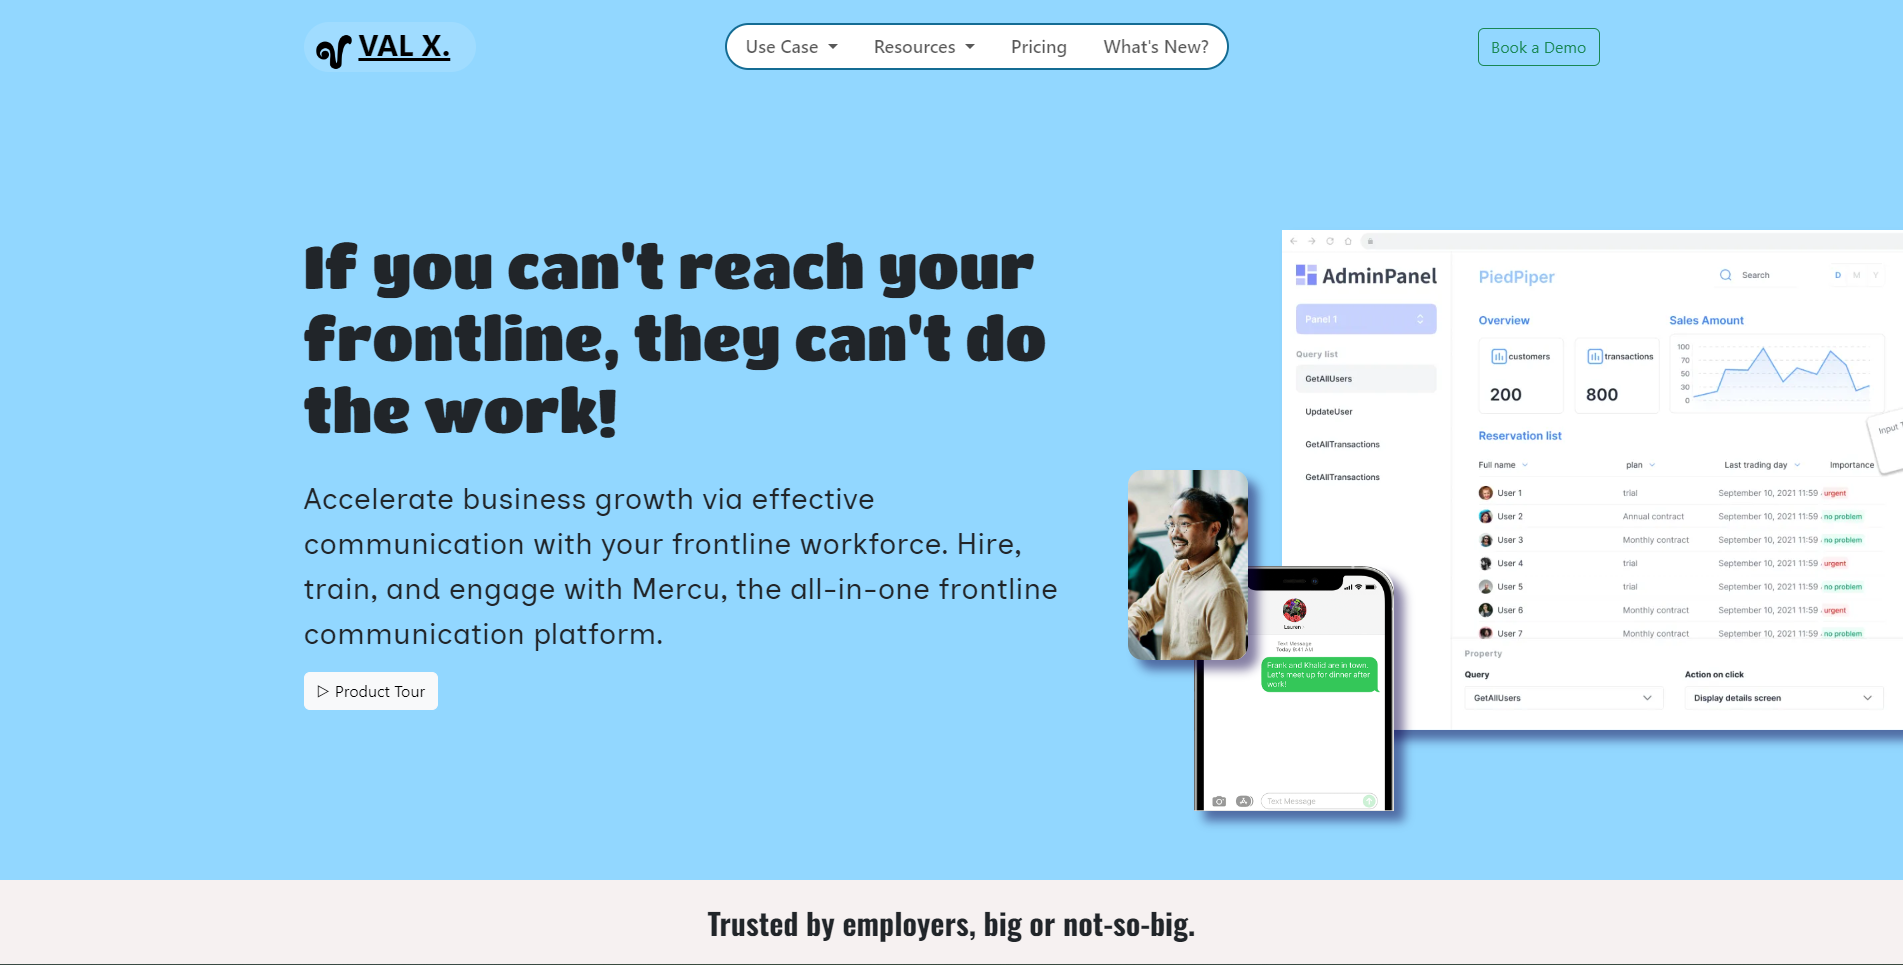 VAL X.
Use Case
Resources
Pricing
What's New?
Book a Demo
If you can't reach your
frontline, they can't do
the work!
Accelerate business growth via effective
communication with your frontline workforce. Hire,
train, and engage with Mercu, the all-in-one frontline
communication platform.
Product Tour
AdminPanel
Panel 1
Query list
GetAllUsers
UpdateUser
GetAllTransactions
GetAllTransactions
PiedPiper
Search
D M Y
Overview
customers
200
transactions
800
Sales Amount
100
70
50
30
0
Input
Reservation list
Full name plan Last trading day Importance
User 1 trial September 10, 2021 11:59 urgent
User 2 Annual contract September 10, 2021 11:59 no problem
User 3 Monthly contract September 10, 2021 11:59 no problem
User 4 trial September 10, 2021 11:59 urgent
User 5 trial September 10, 2021 11:59 no problem
User 6 Monthly contract September 10, 2021 11:59 urgent
User 7 Monthly contract September 10, 2021 11:59 no problem
Property
Query
GetAllUsers
Action on click
Display details screen
Lauren
Text Message
Today 9:41 AM
Frank and Khalid are in town.
Let's meet up for dinner after
work!
Text Message
Trusted by employers, big or not-so-big.